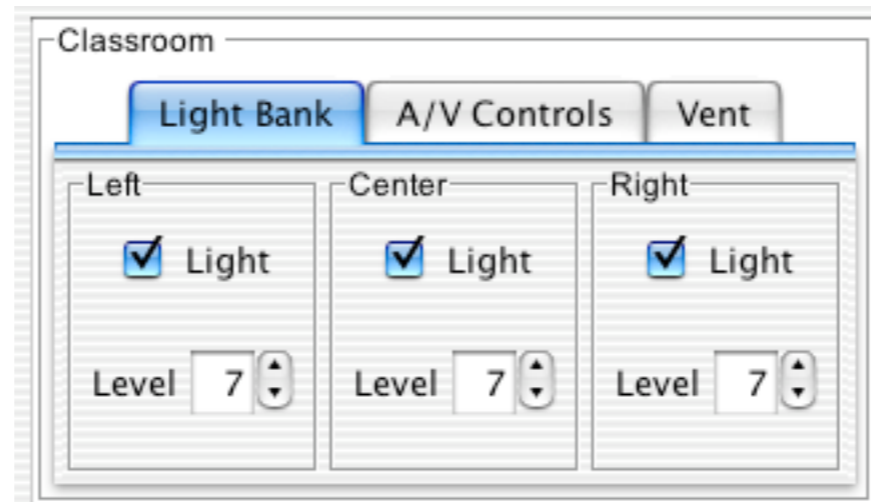 Classroom
Light Bank A/V Controls Vent
Left Center Right
Light Light Light
Level 7 Level 7 Level 7